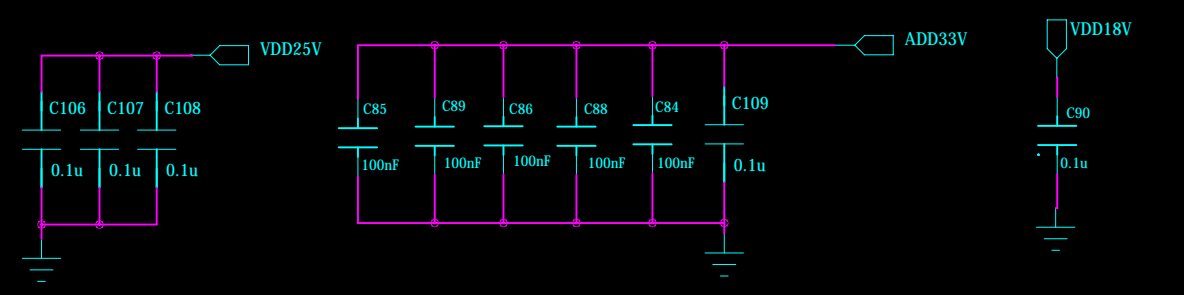 VDD25V
C106
C107
C108
0.1u
0.1u
0.1u
ADD33V
C85
C89
C86
C88
C84
C109
100nF
100nF
100nF
100nF
100nF
0.1u
VDD18V
C90
0.1u